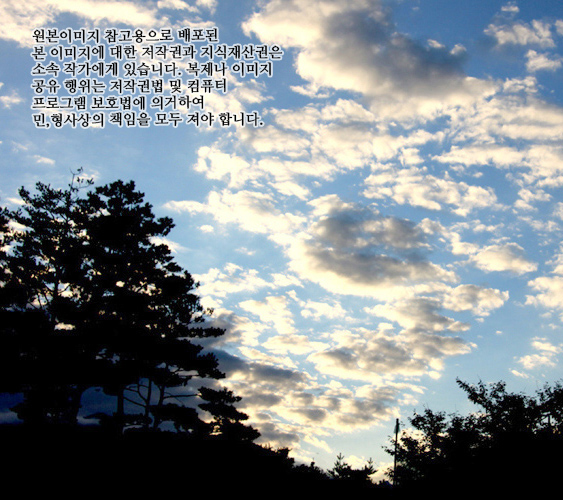 원본이미지 참고용으로 배포된
본 이미지에 대한 저작권과 지식재산권은
소속 작가에게 있습니다. 복제나 이미지
공유 행위는 저작권법 및 컴퓨터
프로그램 보호법에 의거하여
민,형사상의 책임을 모두 져야 합니다.